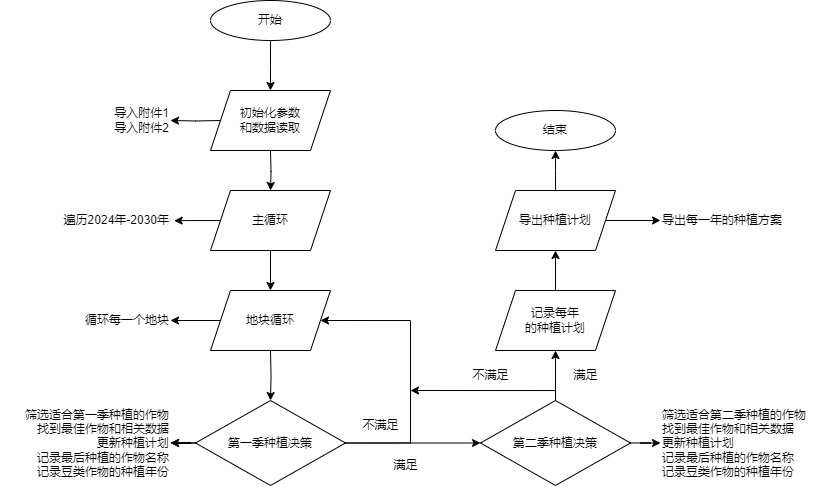 开始
导入附件1
导入附件2
初始化参数
和数据读取
结束
遍历2024年-2030年
主循环
导出种植计划
导出每一年的种植方案
循环每一个地块
地块循环
记录每年
的种植计划
不满足
满足
筛选适合第一季种植的作物
找到最佳作物和相关数据
更新种植计划
记录最后种植的作物名称
记录豆类作物的种植年份
第一季种植决策
不满足
满足
第二季种植决策
筛选适合第二季种植的作物
找到最佳作物和相关数据
更新种植计划
记录最后种植的作物名称
记录豆类作物的种植年份